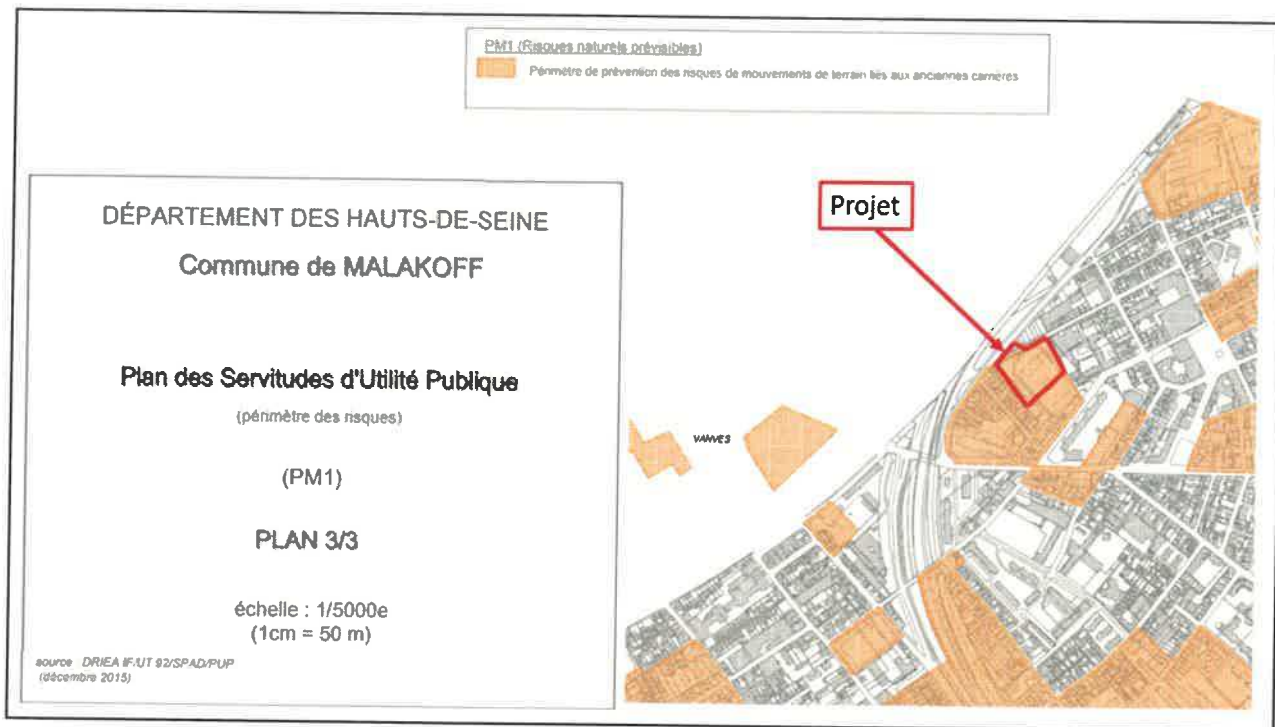 PM1 (Risques naturels prévisibles)
Périmètre de prévention des risques de mouvements de terrain liés aux anciennes carrières
Projet
DÉPARTEMENT DES HAUTS-DE-SEINE
Commune de MALAKOFF
Plan des Servitudes d'Utilité Publique
(périmètre des risques)
(PM1)
PLAN 3/3
échelle : 1/5000e
(1cm = 50 m)
source DRIEA IF/UT 92/SPAD/PUP
(décembre 2015)
VANVES